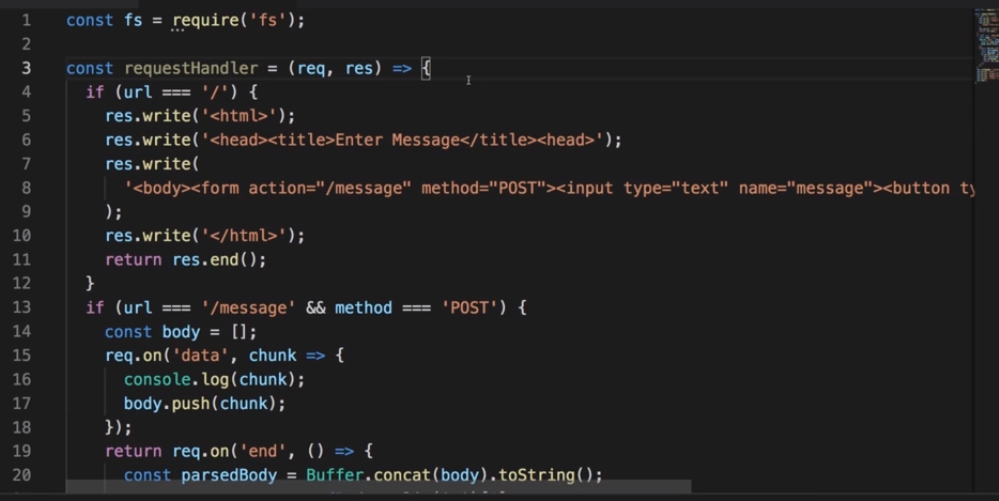 1 const fs = require('fs');
2
3 const requestHandler = (req, res) => {
4 if (url === '/') {
5 res.write('<html>');
6 res.write('<head><title>Enter Message</title><head>');
7 res.write(
8 '<body><form action="/message" method="POST"><input type="text" name="message"><button ty
9 );
10 res.write('</html>');
11 return res.end();
12 }
13 if (url === '/message' && method === 'POST') {
14 const body = [];
15 req.on('data', chunk => {
16 console.log(chunk);
17 body.push(chunk);
18 });
19 return req.on('end', () => {
20 const parsedBody = Buffer.concat(body).toString();